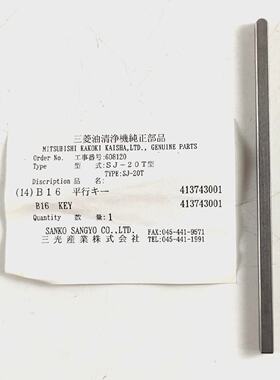 三菱油清浄機純正部品
MITSUBISHI KAKOKI KAISHA,LTD., GENUINE PARTS
Order No. 工事番号:608120
Type 型 式:SJ-20T型
TYPE:SJ-20T
Discription 品 名:
(14) B16 平行キー 413743001
B16 KEY 413743001
Quantity 数 量:1
SANKO SANGYO CO.,LTD. FAX:045-441-9571
三光産業株式会社 TEL:045-441-1991